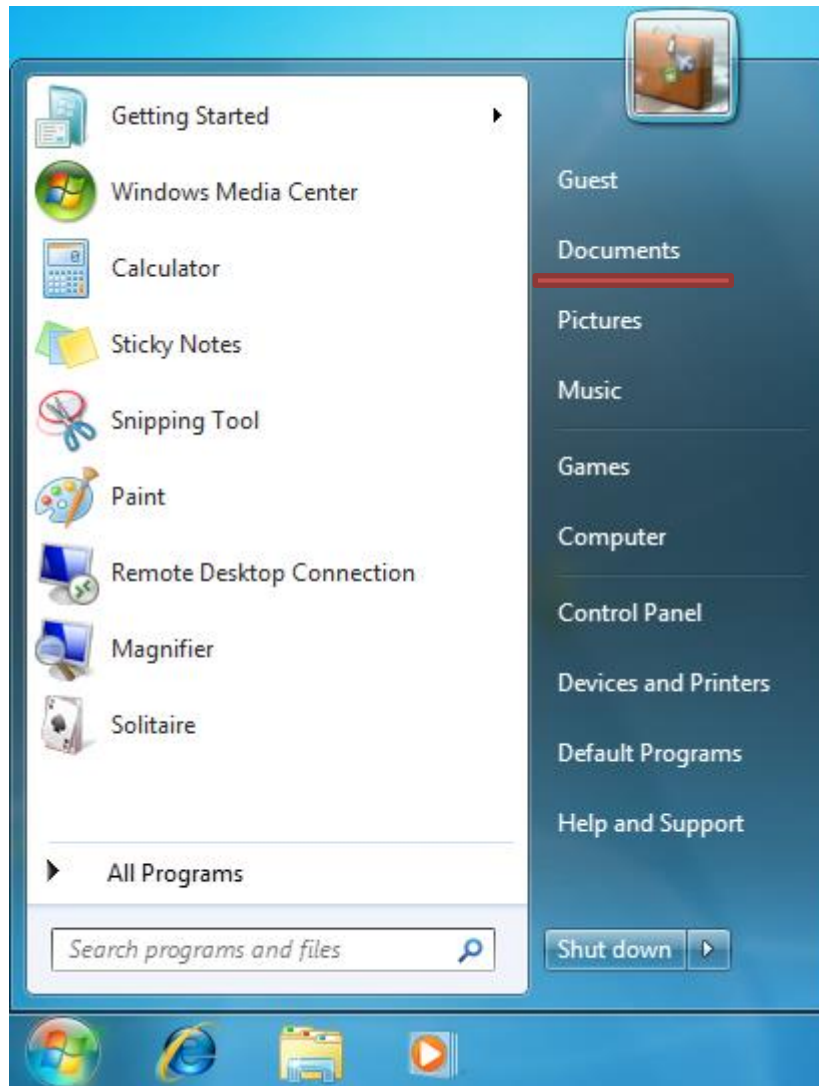 Getting Started
Windows Media Center
Calculator
Sticky Notes
Snipping Tool
Paint
Remote Desktop Connection
Magnifier
Solitaire
All Programs
Search programs and files
Guest
Documents
Pictures
Music
Games
Computer
Control Panel
Devices and Printers
Default Programs
Help and Support
Shut down